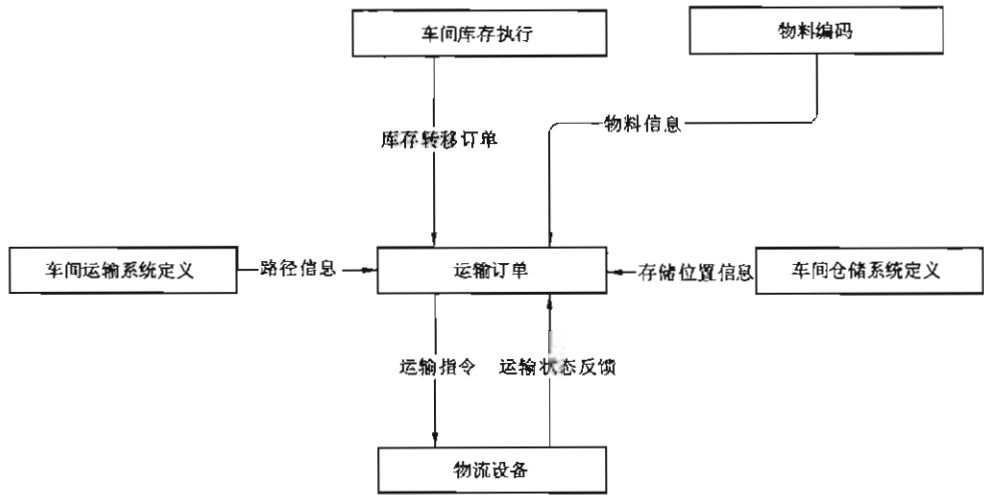 车间库存执行
物料编码
物料信息
库存转移订单
车间运输系统定义
路径信息
运输订单
存储位置信息
车间仓储系统定义
运输指令
运输状态反馈
物流设备